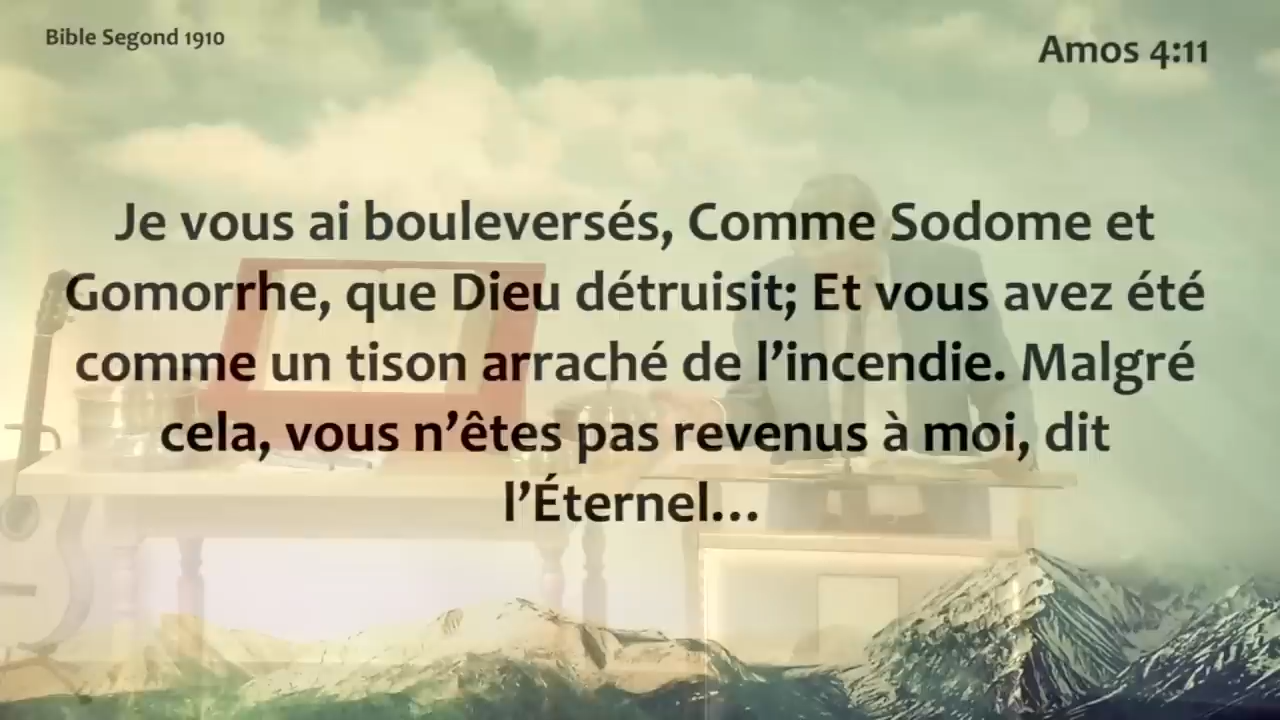 Bible Segond 1910
Amos 4:11
Je vous ai bouleversés, Comme Sodome et
Gomorrhe, que Dieu détruisit; Et vous avez été
comme un tison arraché de l’incendie. Malgré
cela, vous n’êtes pas revenus à moi, dit
l’Éternel…